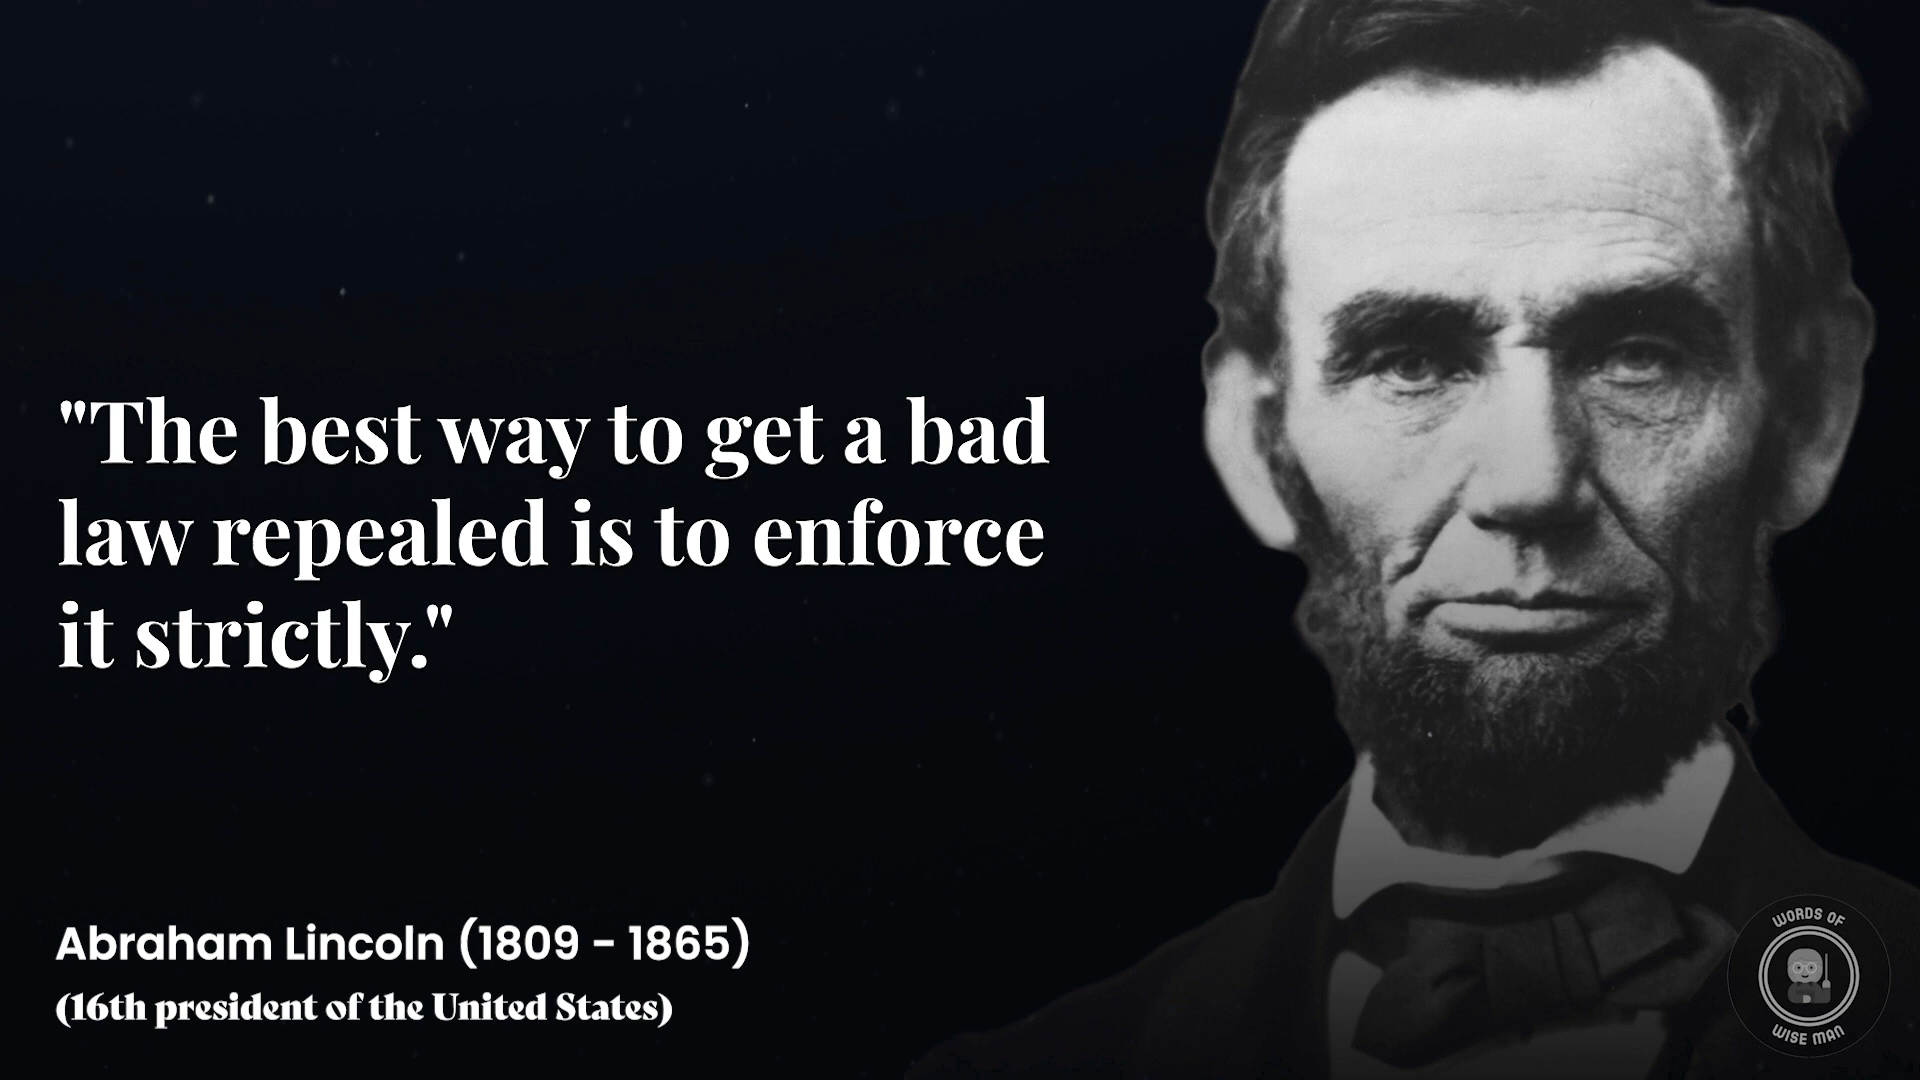 "The best way to get a bad
law repealed is to enforce
it strictly."
Abraham Lincoln (1809 - 1865)
(16th president of the United States)
WORDS OF
WISE MAN